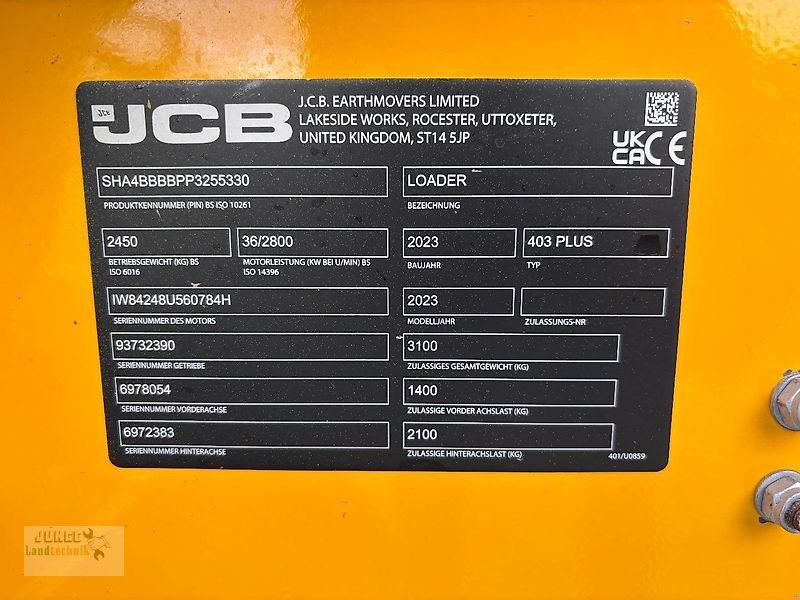 JCB
J.C.B. EARTHMOVERS LIMITED
LAKESIDE WORKS, ROCESTER, UTTOXETER,
UNITED KINGDOM, ST14 5JP
UK
CA CE
SHA4BBBBPP3255330
PRODUKTKENNUMMER (PIN) BS ISO 10261
LOADER
BEZEICHNUNG
2450
BETRIEBSGEWICHT (KG) BS
ISO 6016
36/2800
MOTORLEISTUNG (KW BEI U/MIN) BS
ISO 14396
2023
BAUJAHR
403 PLUS
TYP
IW84248U560784H
SERIENNUMMER DES MOTORS
2023
MODELLJAHR
ZULASSUNGS-NR
93732390
SERIENNUMMER GETRIEBE
3100
ZULASSIGES GESAMTGEWICHT (KG)
6978054
SERIENNUMMER VORDERACHSE
1400
ZULASSIGE VORDER ACHSLAST (KG)
6972383
SERIENNUMMER HINTERACHSE
2100
ZULASSIGE HINTERACHSLAST (KG)
401/U0859
JUNGE
Landtechnik